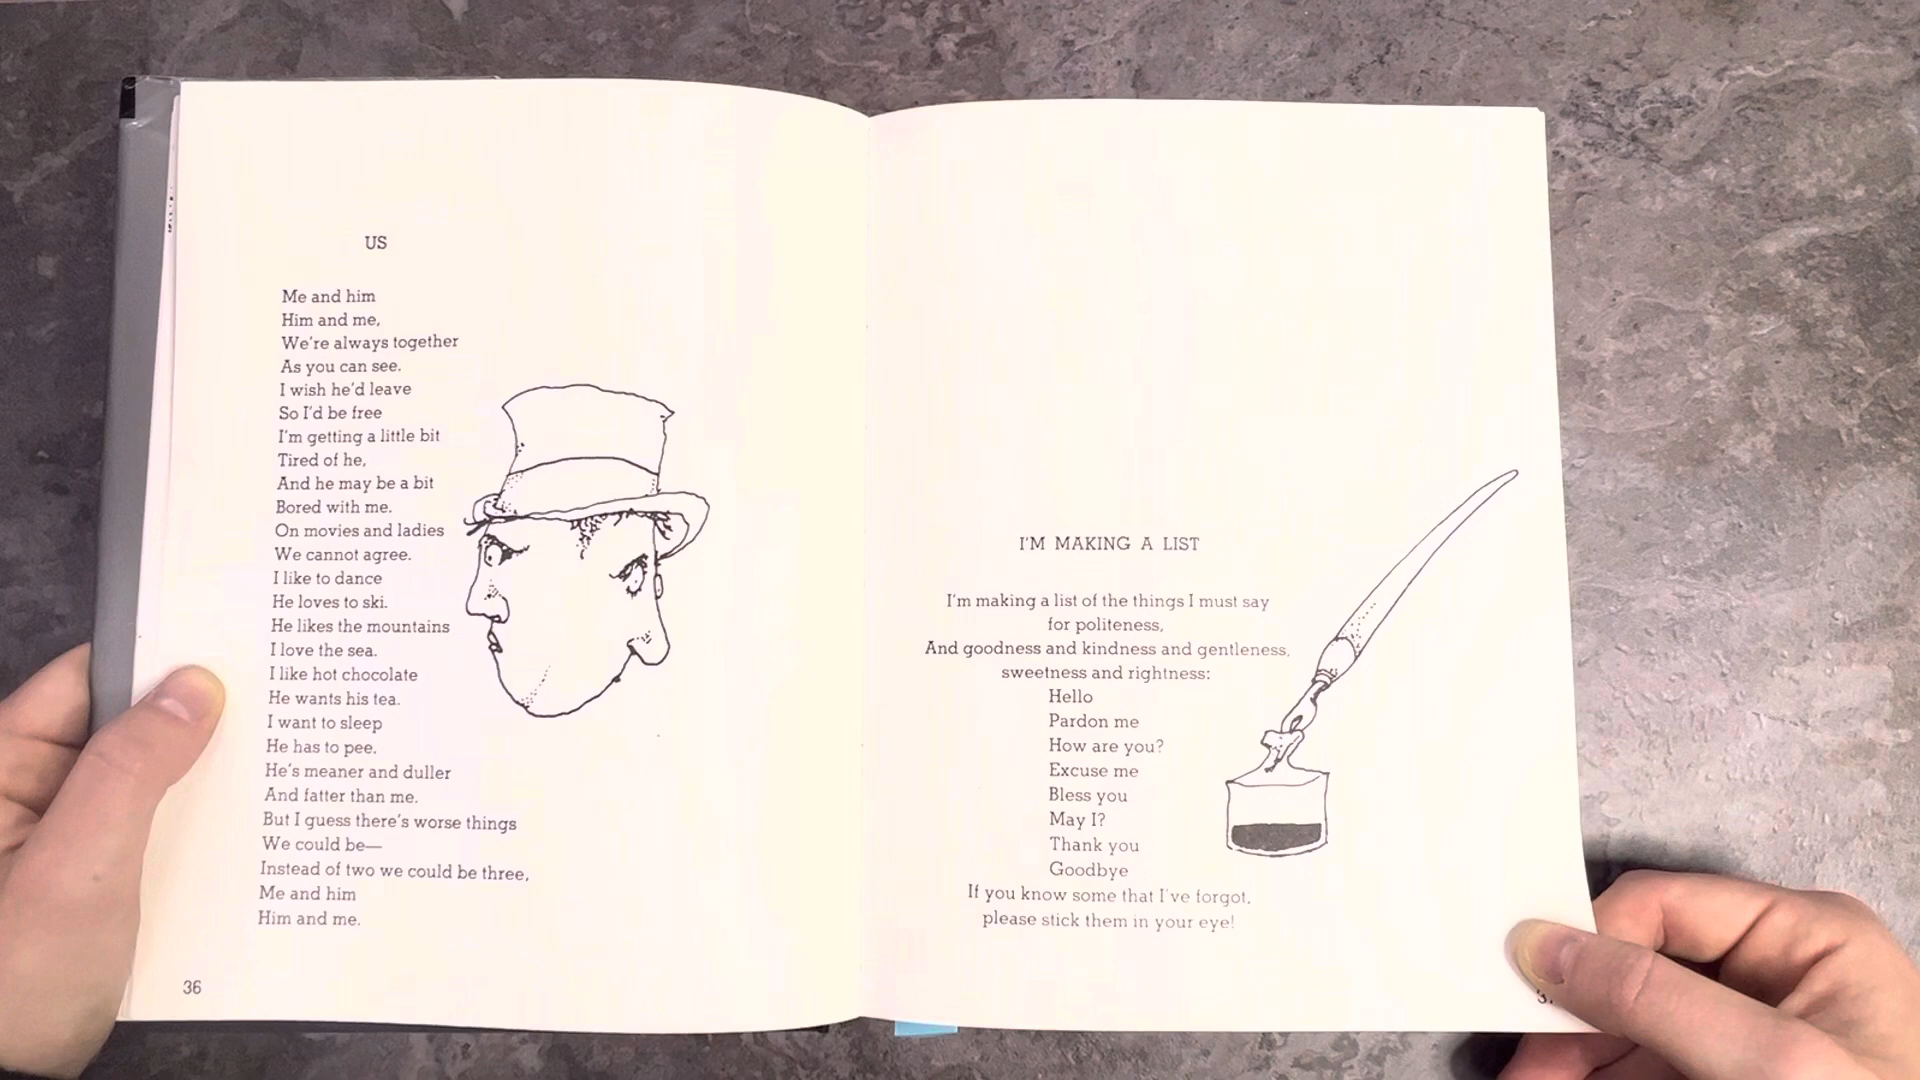 US
Me and him
Him and me,
We're always together
As you can see.
I wish he'd leave
So I'd be free
I'm getting a little bit
Tired of he,
And he may be a bit
Bored with me.
On movies and ladies
We cannot agree.
I like to dance
He loves to ski.
He likes the mountains
I love the sea.
I like hot chocolate
He wants his tea.
I want to sleep
He has to pee.
He's meaner and duller
And fatter than me.
But I guess there's worse things
We could be—
Instead of two we could be three,
Me and him
Him and me.
36
I'M MAKING A LIST
I'm making a list of the things I must say
for politeness,
And goodness and kindness and gentleness,
sweetness and rightness:
Hello
Pardon me
How are you?
Excuse me
Bless you
May I?
Thank you
Goodbye
If you know some that I've forgot,
please stick them in your eye!